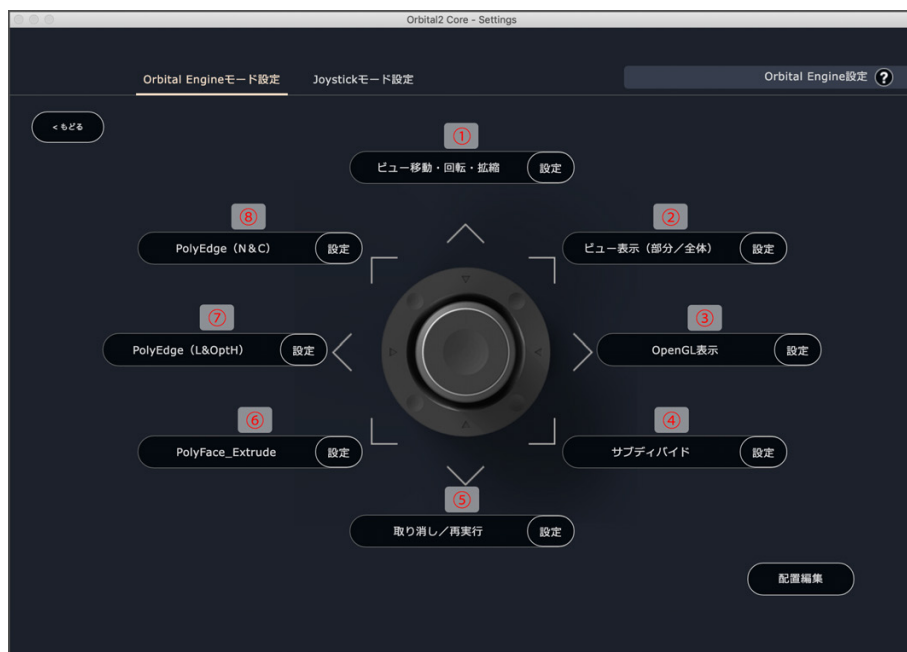 Orbital2 Core - Settings
Orbital Engineモード設定 Joystickモード設定 Orbital Engine設定 ?
< もどる
①
ビュー移動・回転・拡縮 設定
⑧
PolyEdge（N&C） 設定
②
ビュー表示（部分／全体） 設定
⑦
PolyEdge（L&OptH） 設定
③
OpenGL表示 設定
⑥
PolyFace_Extrude 設定
④
サブディバイド 設定
⑤
取り消し／再実行 設定
配置編集